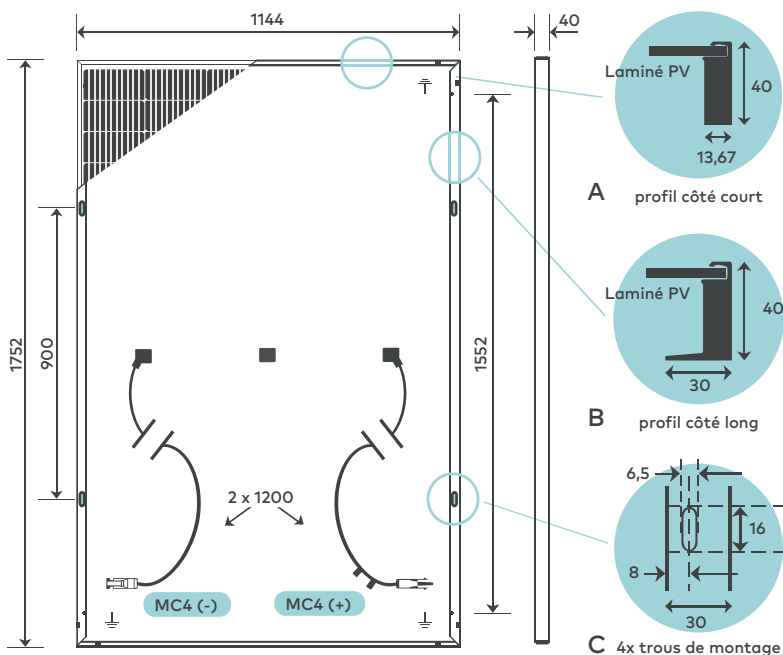 1144
40
Laminé PV
40
13,67
A profil côté court
1752
900
1552
Laminé PV
40
30
B profil côté long
2 x 1200
MC4 (-)
MC4 (+)
6,5
16
8
30
C 4x trous de montage